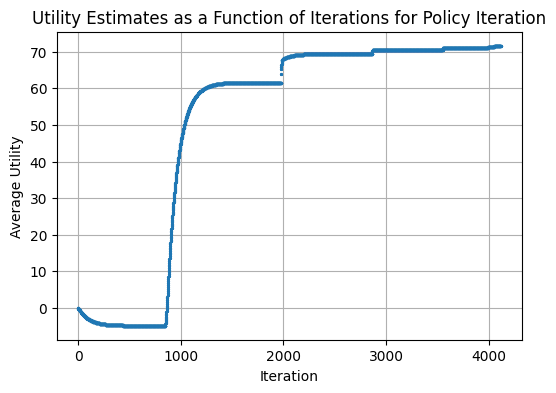 Utility Estimates as a Function of Iterations for Policy Iteration
70
60
50
40
30
20
10
0
Average Utility
0 1000 2000 3000 4000
Iteration